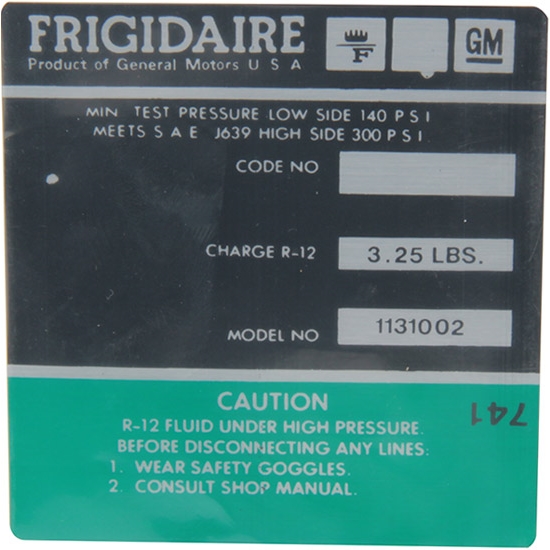 FRIGIDAIRE
Product of General Motors U S A
F
GM
MIN TEST PRESSURE LOW SIDE 140 P S I
MEETS S A E J639 HIGH SIDE 300 P S I
CODE NO
CHARGE R-12 3.25 LBS.
MODEL NO 1131002
CAUTION
741
R-12 FLUID UNDER HIGH PRESSURE.
BEFORE DISCONNECTING ANY LINES:
1. WEAR SAFETY GOGGLES.
2. CONSULT SHOP MANUAL.